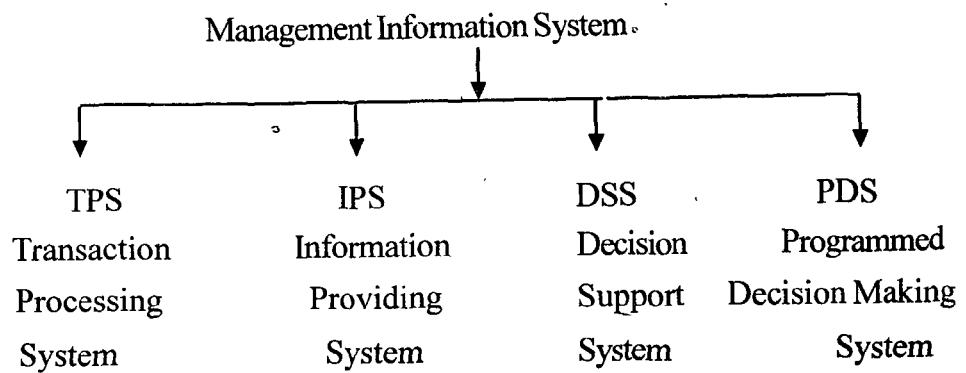 Management Information System
TPS
Transaction
Processing
System
IPS
Information
Providing
System
DSS
Decision
Support
System
PDS
Programmed
Decision Making
System